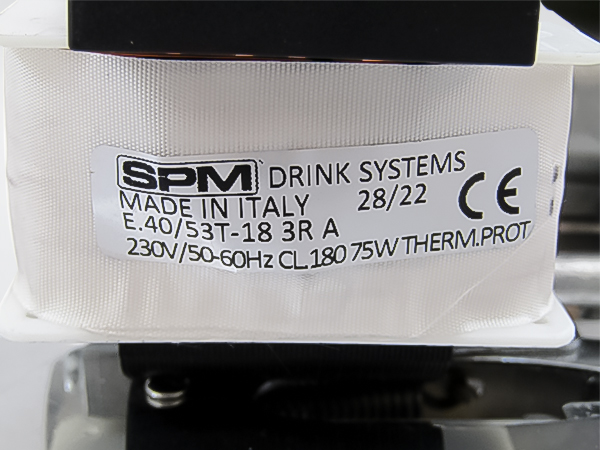 SPM DRINK SYSTEMS
MADE IN ITALY 28/22 CE
E.40/53T-18 3R A
230V/50-60Hz CL.180 75W THERM.PROT